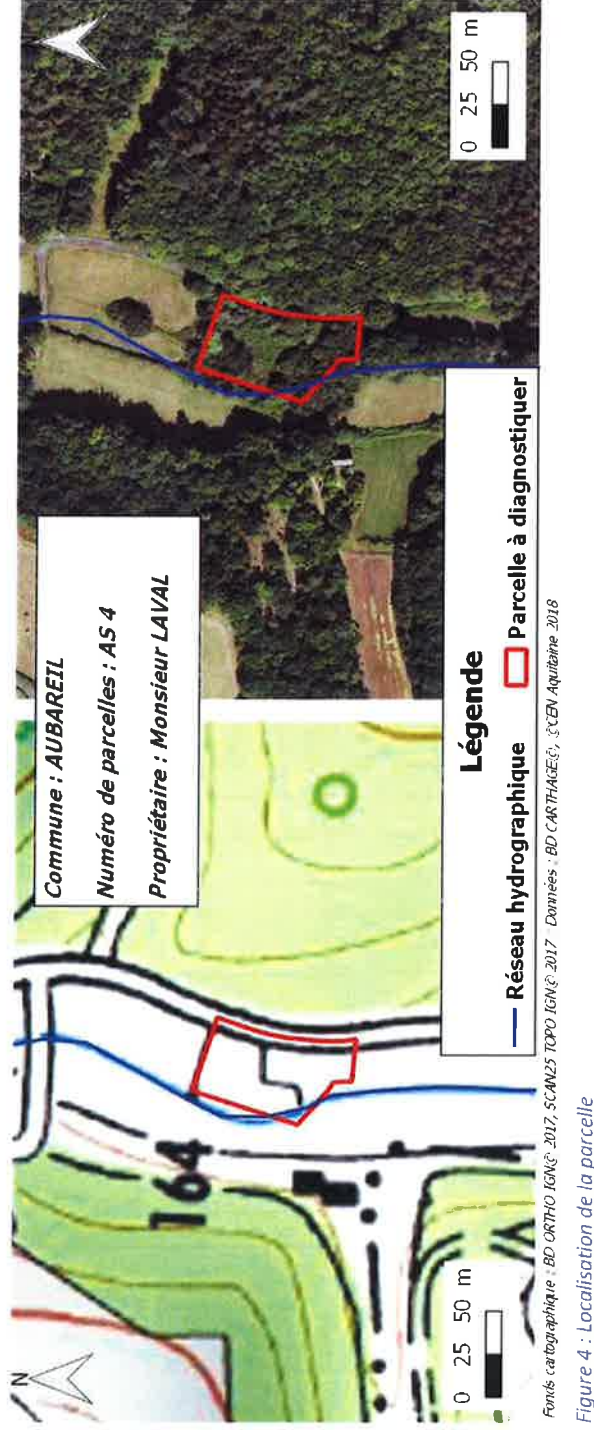 N
164
0 25 50 m
Commune : AUBAREIL
Numéro de parcelles : AS 4
Propriétaire : Monsieur LAVAL
0 25 50 m
Légende
Réseau hydrographique
Parcelle à diagnostiquer
Fonds cartographique : BD ORTHO IGN© 2017, SCAN25 TOPO IGN© 2017 - Données : BD CARTHAGE©, ©CEN Aquitaine 2018
Figure 4 : Localisation de la parcelle